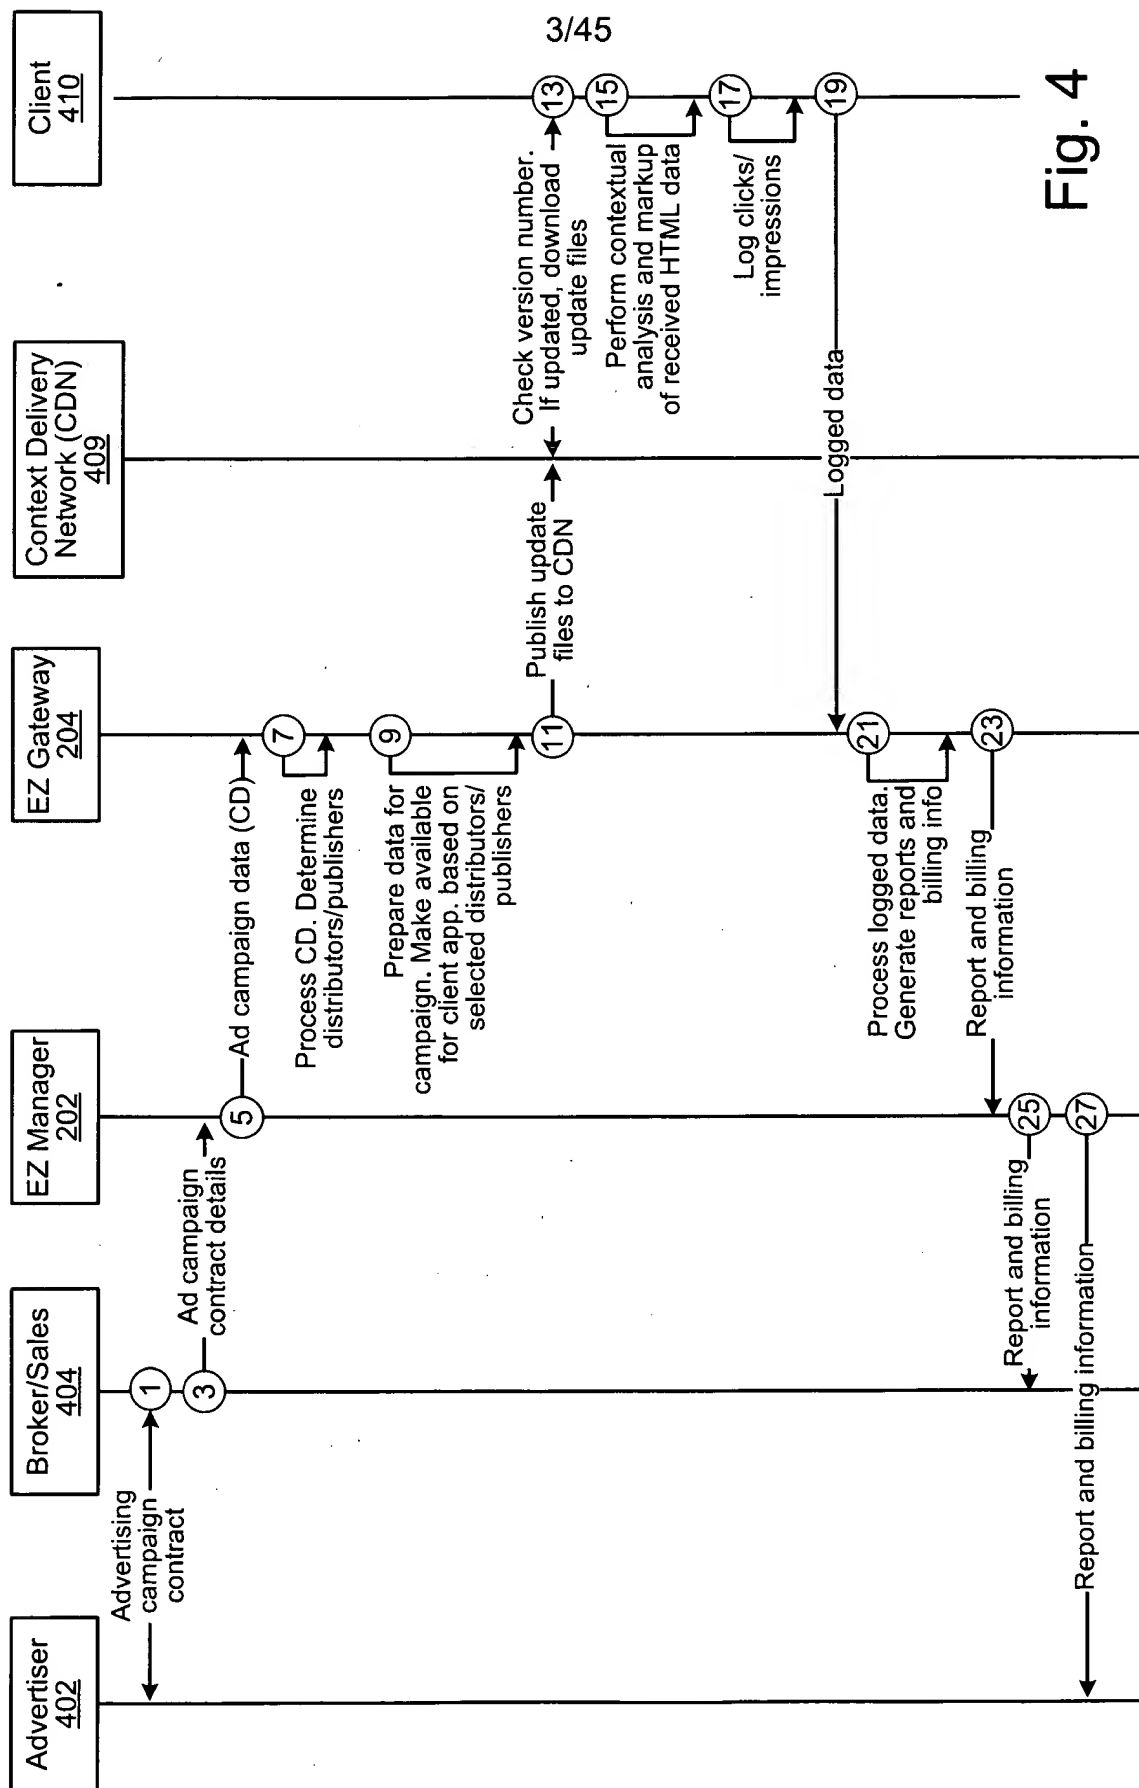 3/45
Advertiser
402
Broker/Sales
404
EZ Manager
202
EZ Gateway
204
Context Delivery
Network (CDN)
409
Client
410
Advertising
campaign
contract
1
3
Ad campaign
contract details
5
Ad campaign data (CD)
7
Process CD. Determine
distributors/publishers
9
Prepare data for
campaign. Make available
for client app. based on
selected distributors/
publishers
11
Publish update
files to CDN
Check version number.
If updated, download
update files
13
15
Perform contextual
analysis and markup
of received HTML data
17
Log clicks/
impressions
19
Logged data
21
Process logged data.
Generate reports and
billing info
23
Report and billing
information
25
Report and billing
information
27
Report and billing information
Fig. 4